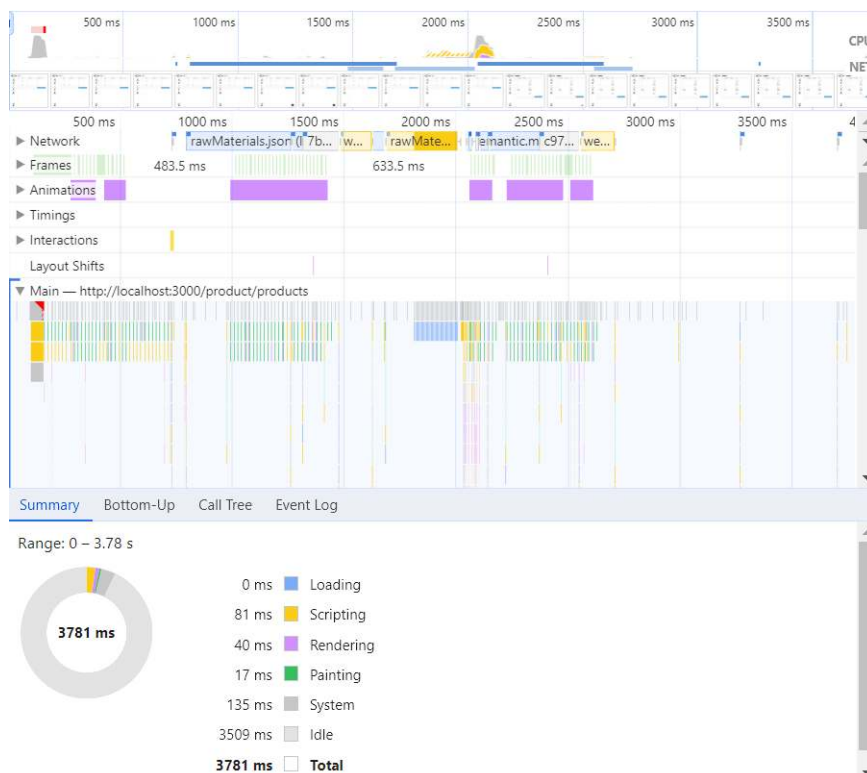 500 ms 1000 ms 1500 ms 2000 ms 2500 ms 3000 ms 3500 ms
CPU
NET
500 ms 1000 ms 1500 ms 2000 ms 2500 ms 3000 ms 3500 ms 4
Network rawMaterials.json (l 7b... w... rawMate... emantic.m c97... we...
Frames 483.5 ms 633.5 ms
Animations
Timings
Interactions
Layout Shifts
Main — http://localhost:3000/product/products
Summary Bottom-Up Call Tree Event Log
Range: 0 – 3.78 s
3781 ms
0 ms Loading
81 ms Scripting
40 ms Rendering
17 ms Painting
135 ms System
3509 ms Idle
3781 ms Total